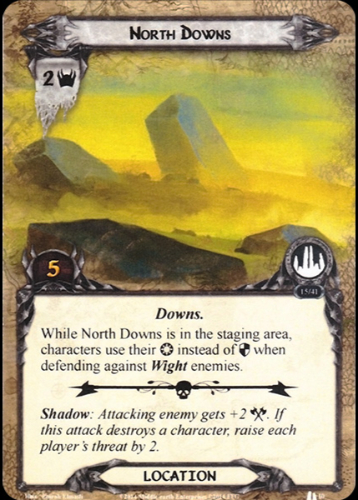 NORTH DOWNS
2
5
15/41
Downs.
While North Downs is in the staging area,
characters use their instead of when
defending against Wight enemies.
Shadow: Attacking enemy gets +2 . If
this attack destroys a character, raise each
player's threat by 2.
LOCATION